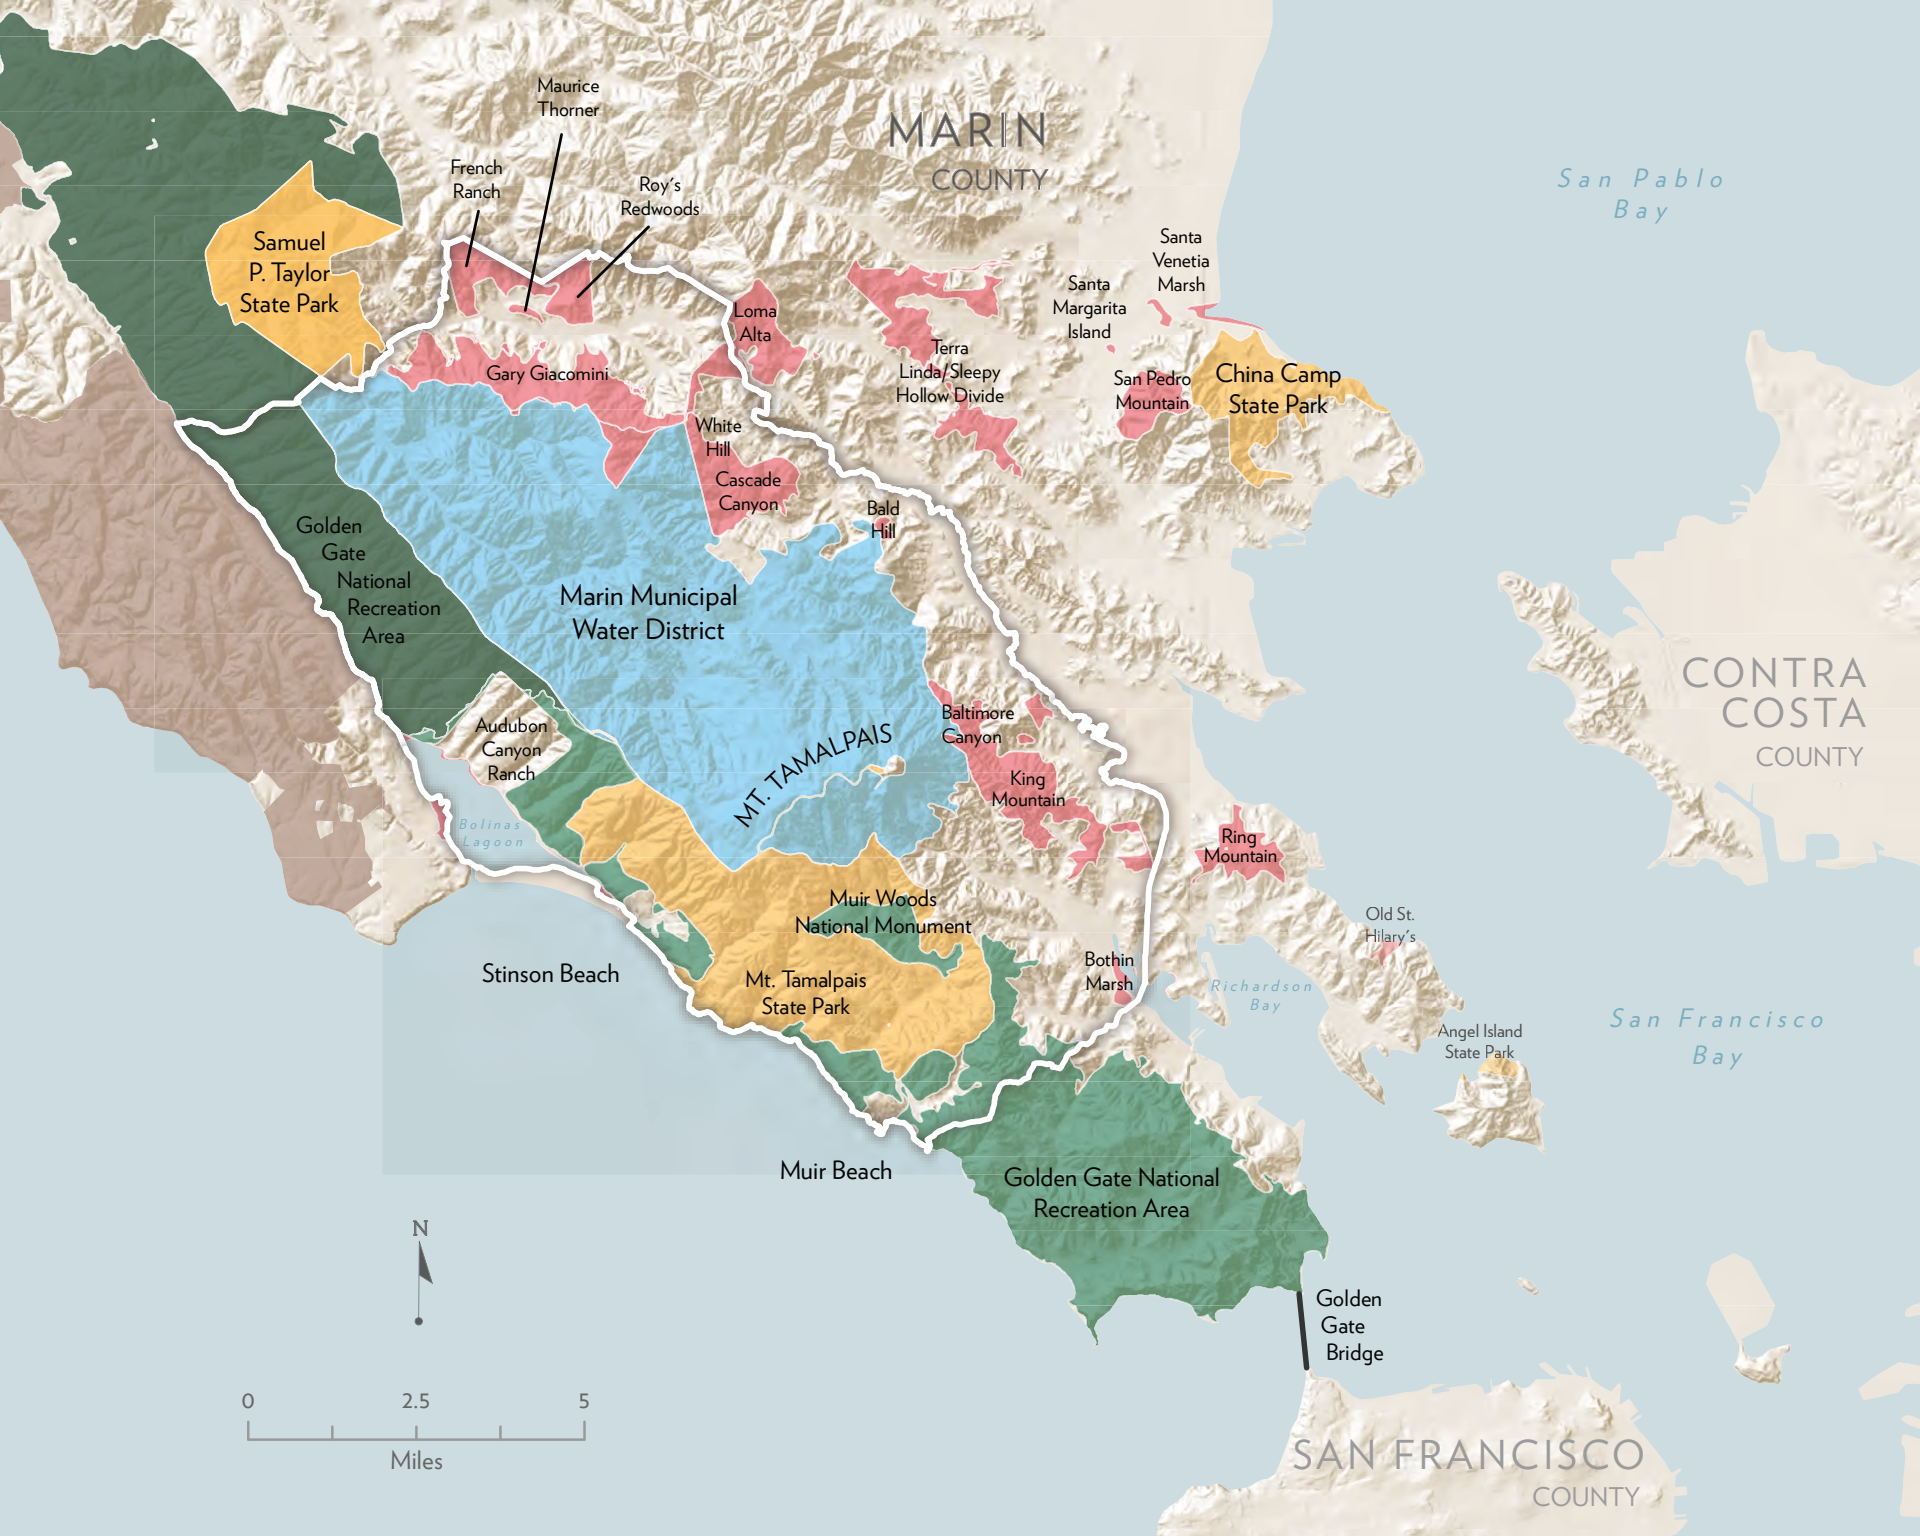 Maurice
Thorner
MARIN
COUNTY
French
Ranch
Roy's
Redwoods
San Pablo
Bay
Samuel
P. Taylor
State Park
Santa
Venetia
Marsh
Santa
Margarita
Island
Loma
Alta
Terra
Linda/Sleepy
Hollow Divide
San Pedro
Mountain
China Camp
State Park
Gary Giacomini
White
Hill
Cascade
Canyon
Bald
Hill
Golden
Gate
National
Recreation
Area
Marin Municipal
Water District
CONTRA
COSTA
COUNTY
Audubon
Canyon
Ranch
MT. TAMALPAIS
Baltimore
Canyon
King
Mountain
Bolinas
Lagoon
Ring
Mountain
Muir Woods
National Monument
Old St.
Hilary's
Stinson Beach
Mt. Tamalpais
State Park
Bothin
Marsh
Richardson
Bay
San Francisco
Bay
Angel Island
State Park
Muir Beach
Golden Gate National
Recreation Area
N
Golden
Gate
Bridge
0 2.5 5
Miles
SAN FRANCISCO
COUNTY